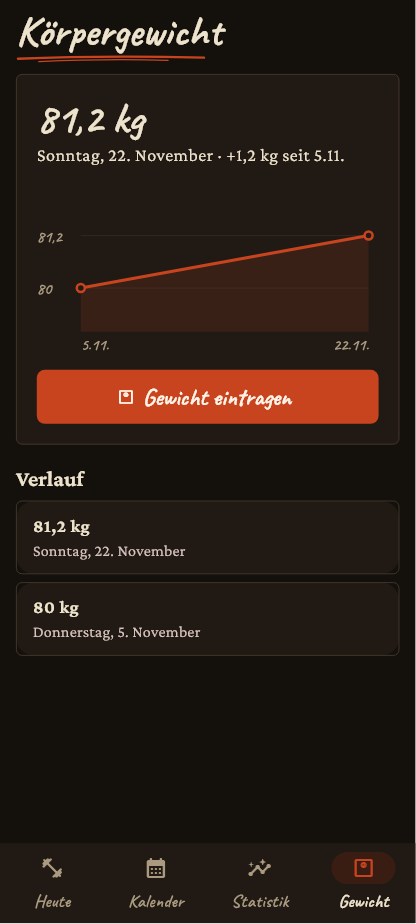 Körpergewicht
81,2 kg
Sonntag, 22. November · +1,2 kg seit 5.11.
81,2
80
5.11.
22.11.
Gewicht eintragen
Verlauf
81,2 kg
Sonntag, 22. November
80 kg
Donnerstag, 5. November
Heute
Kalender
Statistik
Gewicht